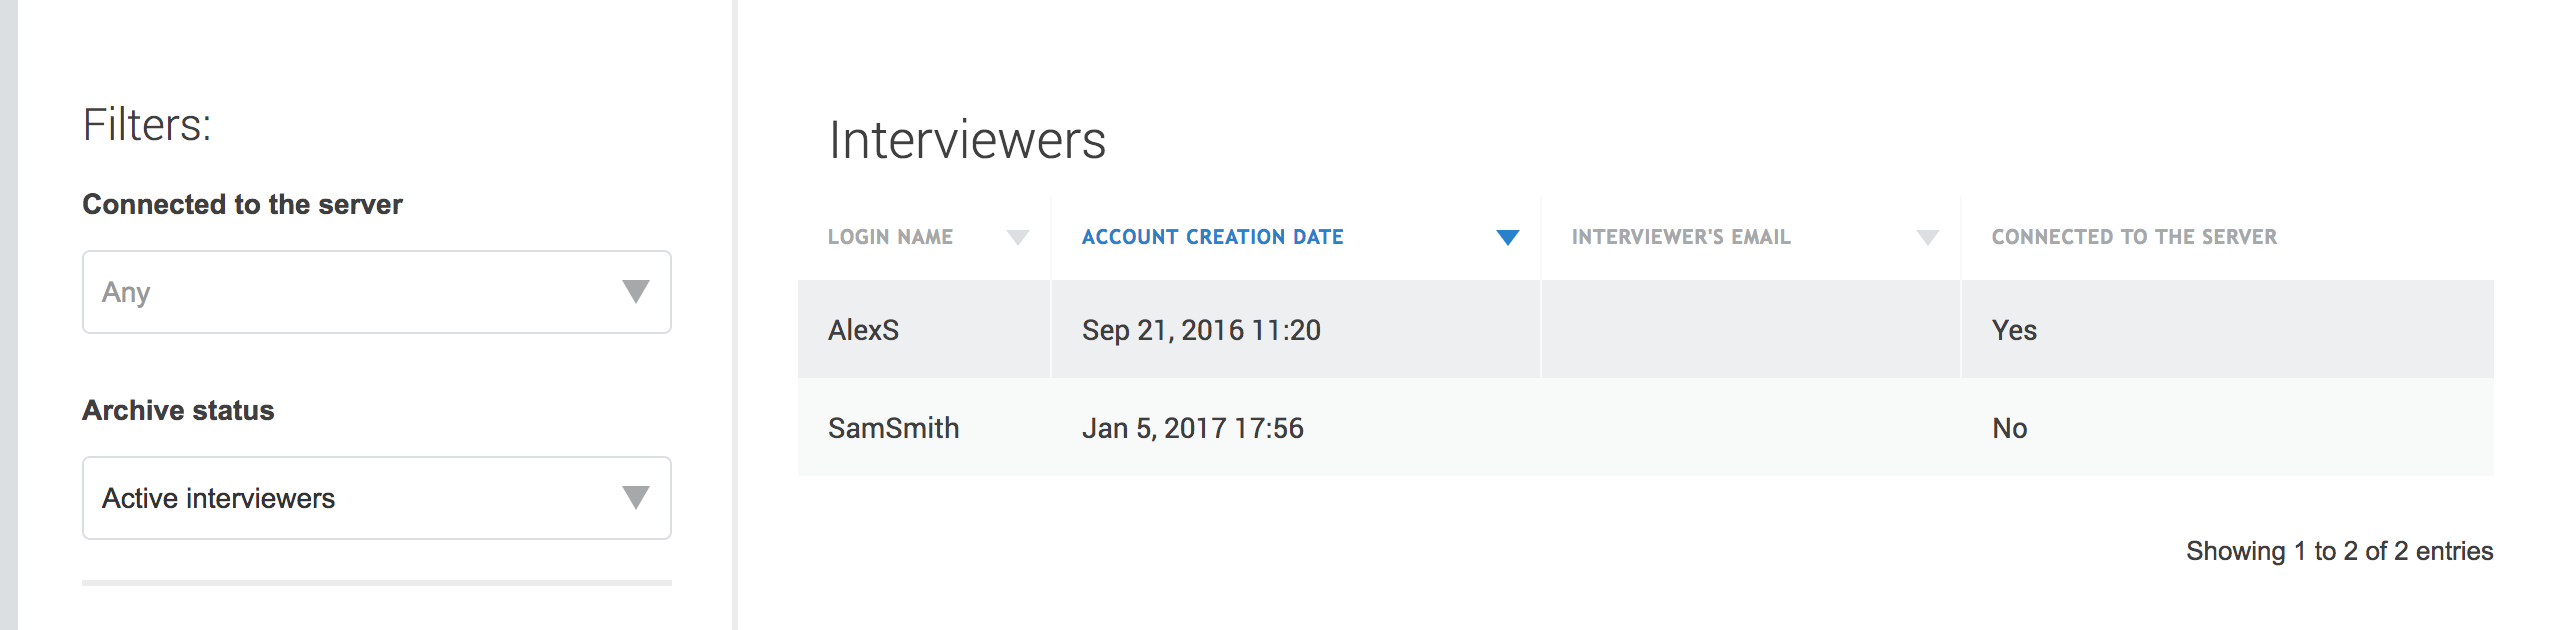 Filters:
Connected to the server
Any
Archive status
Active interviewers
Interviewers
LOGIN NAME ACCOUNT CREATION DATE INTERVIEWER'S EMAIL CONNECTED TO THE SERVER
AlexS Sep 21, 2016 11:20 Yes
SamSmith Jan 5, 2017 17:56 No
Showing 1 to 2 of 2 entries